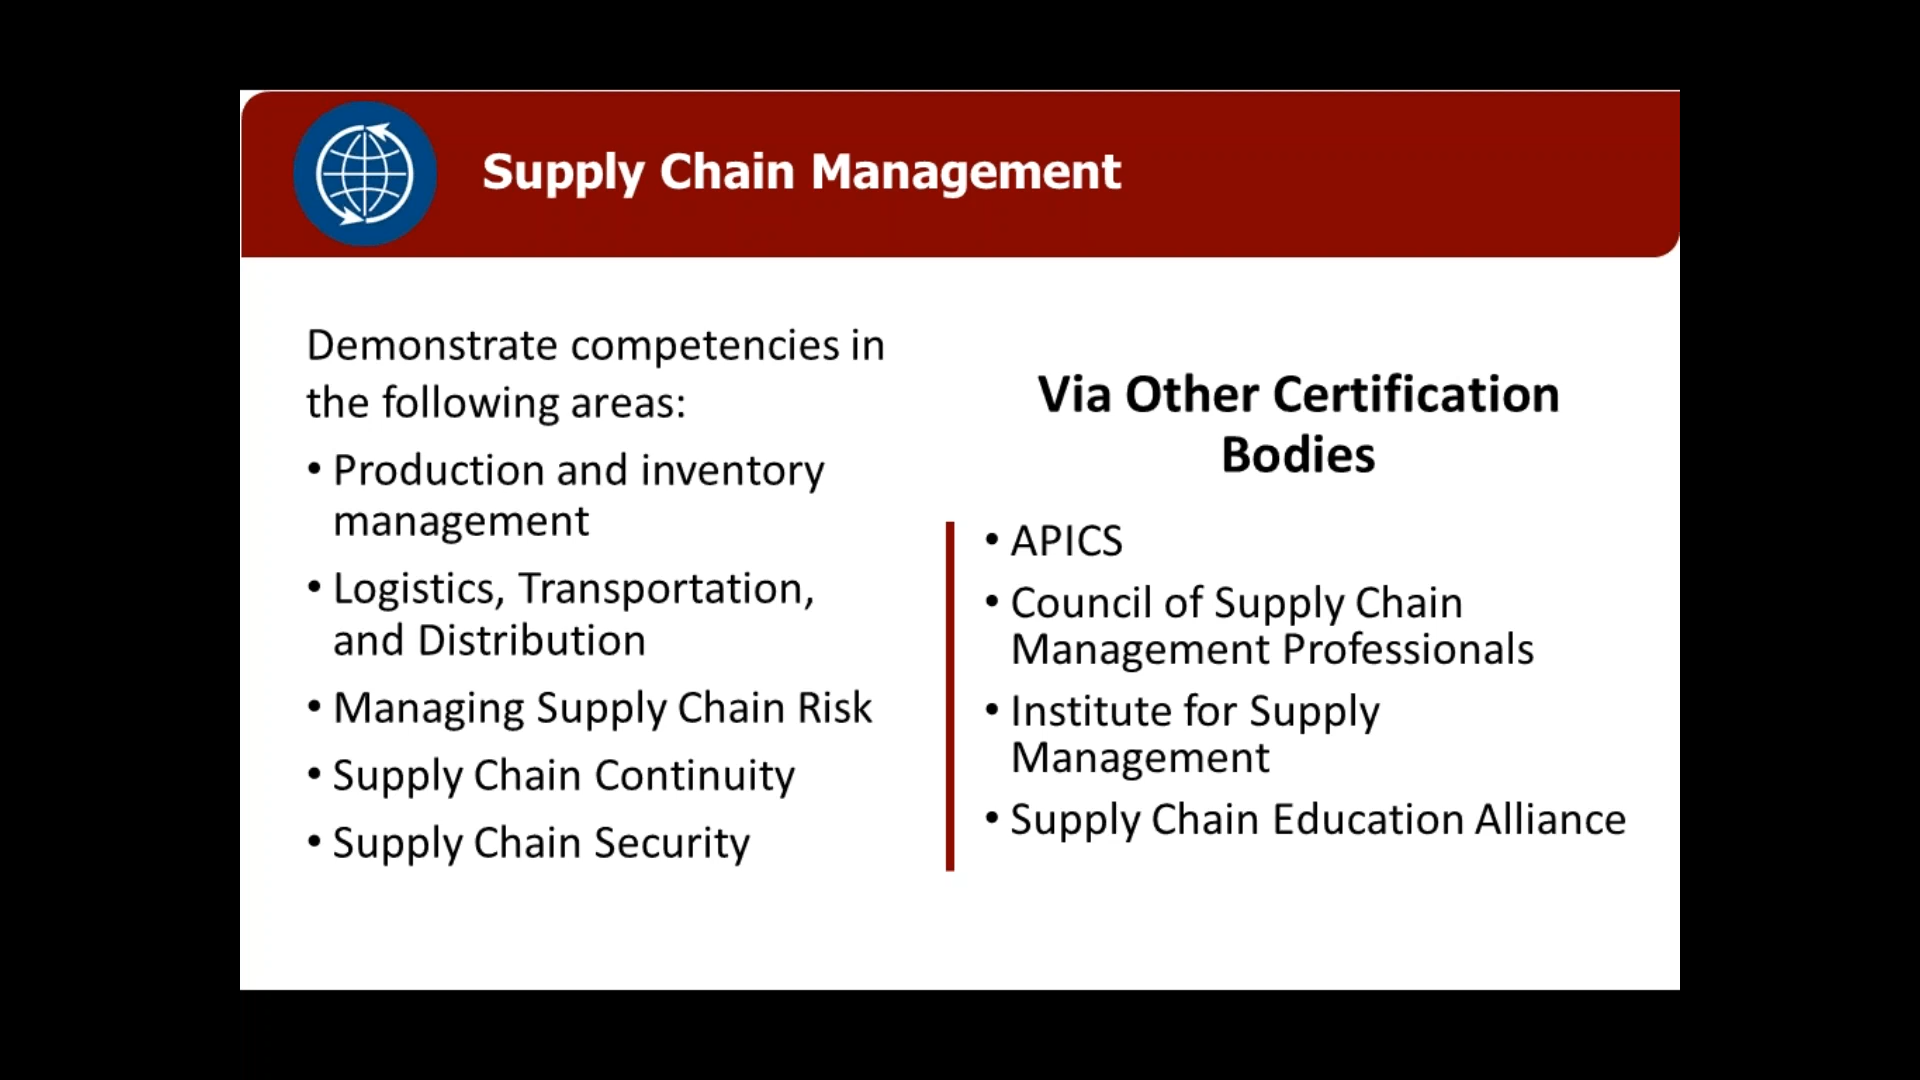 Supply Chain Management
Demonstrate competencies in
the following areas:
• Production and inventory
management
• Logistics, Transportation,
and Distribution
• Managing Supply Chain Risk
• Supply Chain Continuity
• Supply Chain Security
Via Other Certification
Bodies
• APICS
• Council of Supply Chain
Management Professionals
• Institute for Supply
Management
• Supply Chain Education Alliance